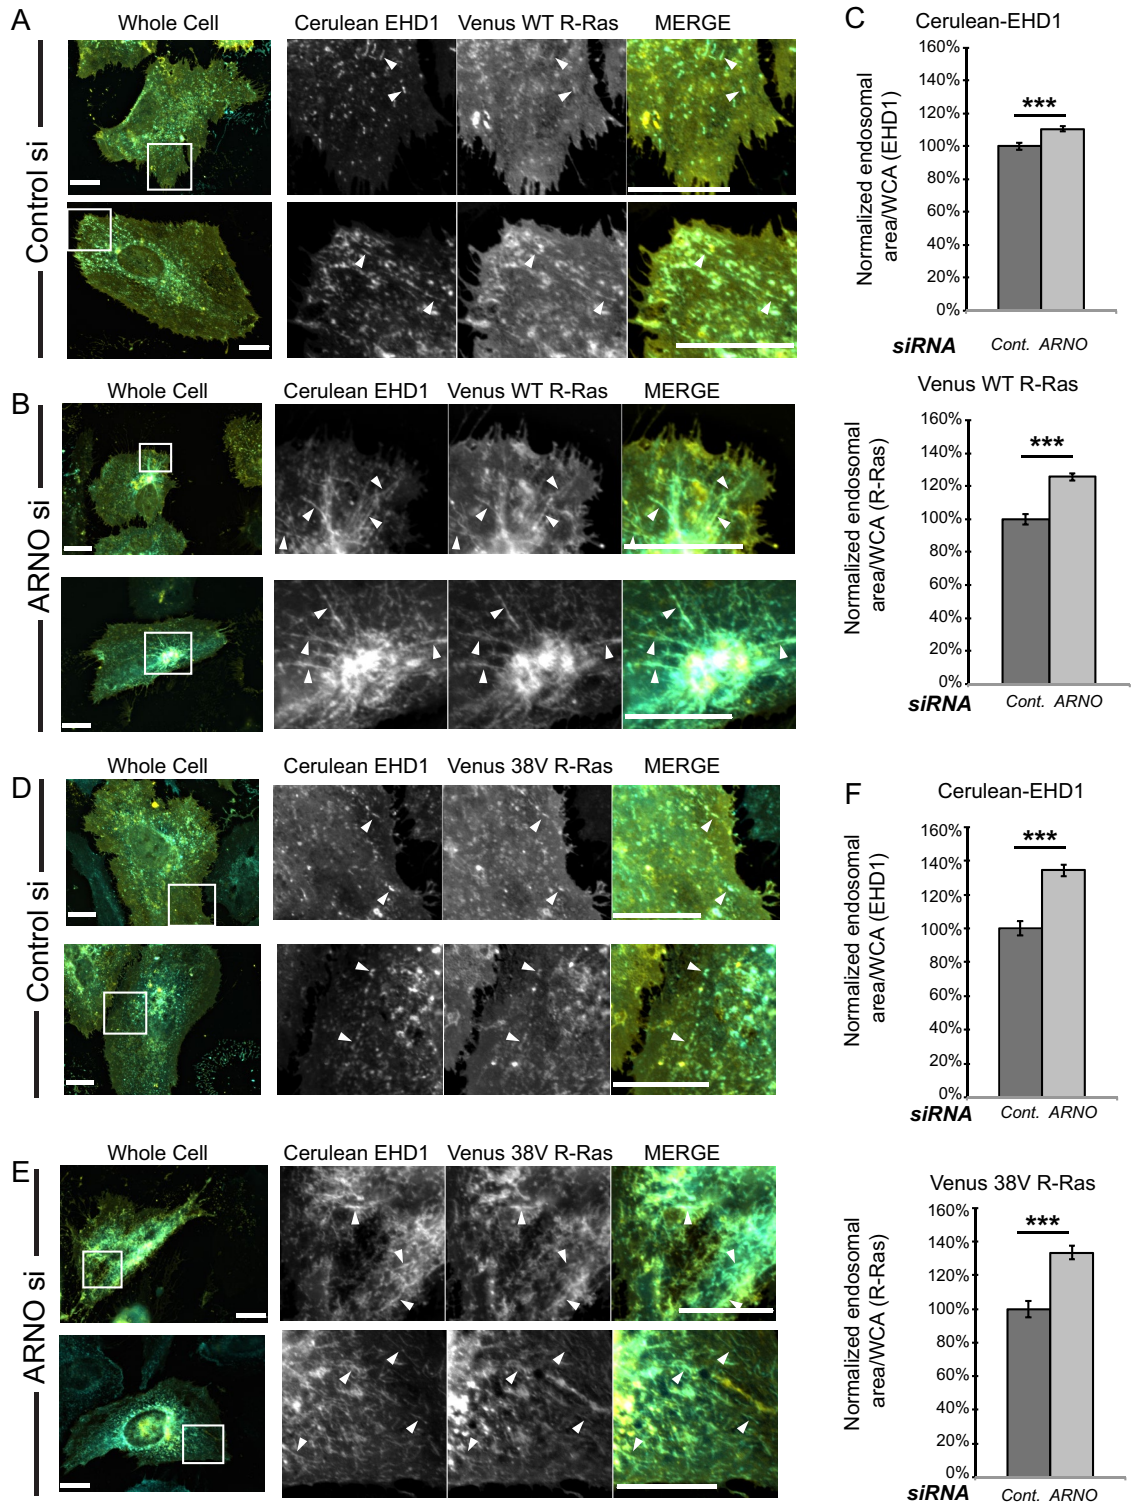 A
Whole Cell
Cerulean EHD1
Venus WT R-Ras
MERGE
Control si
B
Whole Cell
Cerulean EHD1
Venus WT R-Ras
MERGE
ARNO si
C
Cerulean-EHD1
Normalized endosomal
area/WCA (EHD1)
160%
140%
120%
100%
80%
60%
40%
20%
0%
***
siRNA
Cont. ARNO
Venus WT R-Ras
Normalized endosomal
area/WCA (R-Ras)
160%
140%
120%
100%
80%
60%
40%
20%
0%
***
siRNA
Cont. ARNO
D
Whole Cell
Cerulean EHD1
Venus 38V R-Ras
MERGE
Control si
E
Whole Cell
Cerulean EHD1
Venus 38V R-Ras
MERGE
ARNO si
F
Cerulean-EHD1
Normalized endosomal
area/WCA (EHD1)
160%
140%
120%
100%
80%
60%
40%
20%
0%
***
siRNA
Cont. ARNO
Venus 38V R-Ras
Normalized endosomal
area/WCA (R-Ras)
160%
140%
120%
100%
80%
60%
40%
20%
0%
***
siRNA
Cont. ARNO